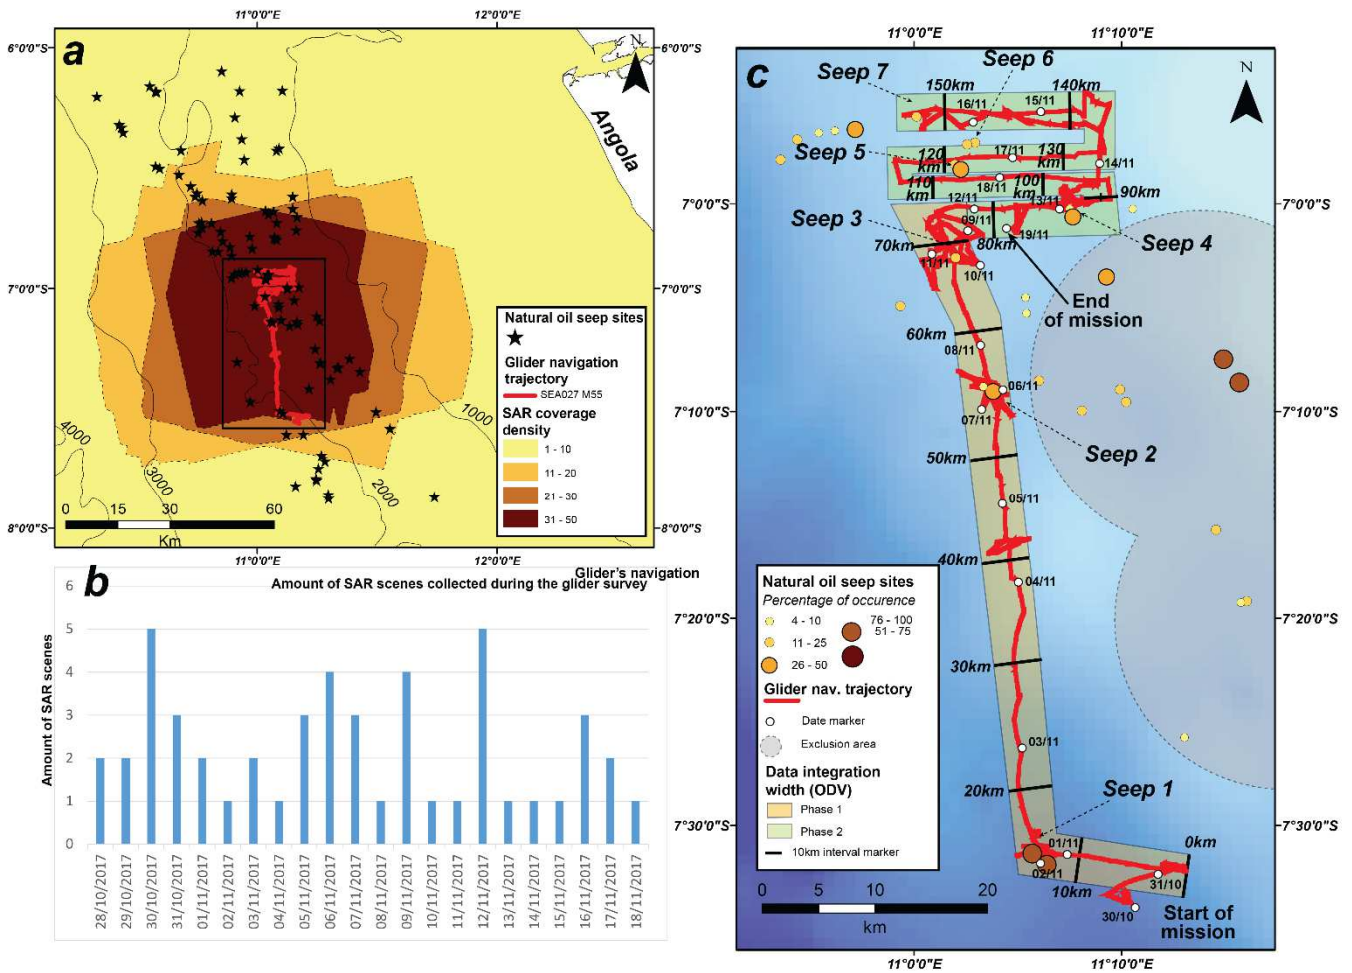 11°0'0"E
12°0'0"E
a
N
6°0'0"S
7°0'0"S
8°0'0"S
6°0'0"S
7°0'0"S
8°0'0"S
Angola
4000
3000
2000
1000
Natural oil seep sites
Glider navigation
trajectory
SEA027 M55
SAR coverage
density
1 - 10
11 - 20
21 - 30
31 - 50
0
15
30
60
Km
11°0'0"E
12°0'0"E
b
Glider's navigation
Amount of SAR scenes collected during the glider survey
Amount of SAR scenes
6
5
4
3
2
1
0
28/10/2017
29/10/2017
30/10/2017
31/10/2017
01/11/2017
02/11/2017
03/11/2017
04/11/2017
05/11/2017
06/11/2017
07/11/2017
08/11/2017
09/11/2017
10/11/2017
11/11/2017
12/11/2017
13/11/2017
14/11/2017
15/11/2017
16/11/2017
17/11/2017
18/11/2017
11°0'0"E
11°10'0"E
c
N
Seep 6
Seep 7
150km
140km
16/11
15/11
Seep 5
120
km
17/11
130
km
14/11
110
km
18/11
100
km
90km
12/11
13/11
7°0'0"S
7°0'0"S
Seep 3
09/11
19/11
Seep 4
70km
80km
11/11
10/11
End
of mission
60km
08/11
06/11
07/11
7°10'0"S
7°10'0"S
Seep 2
50km
05/11
40km
04/11
7°20'0"S
7°20'0"S
30km
03/11
20km
Seep 1
7°30'0"S
7°30'0"S
01/11
0km
02/11
10km
31/10
30/10
Start of
mission
Natural oil seep sites
Percentage of occurence
4 - 10
11 - 25
26 - 50
76 - 100
51 - 75
Glider nav. trajectory
Date marker
Exclusion area
Data integration
width (ODV)
Phase 1
Phase 2
10km interval marker
0
5
10
20
km
11°0'0"E
11°10'0"E